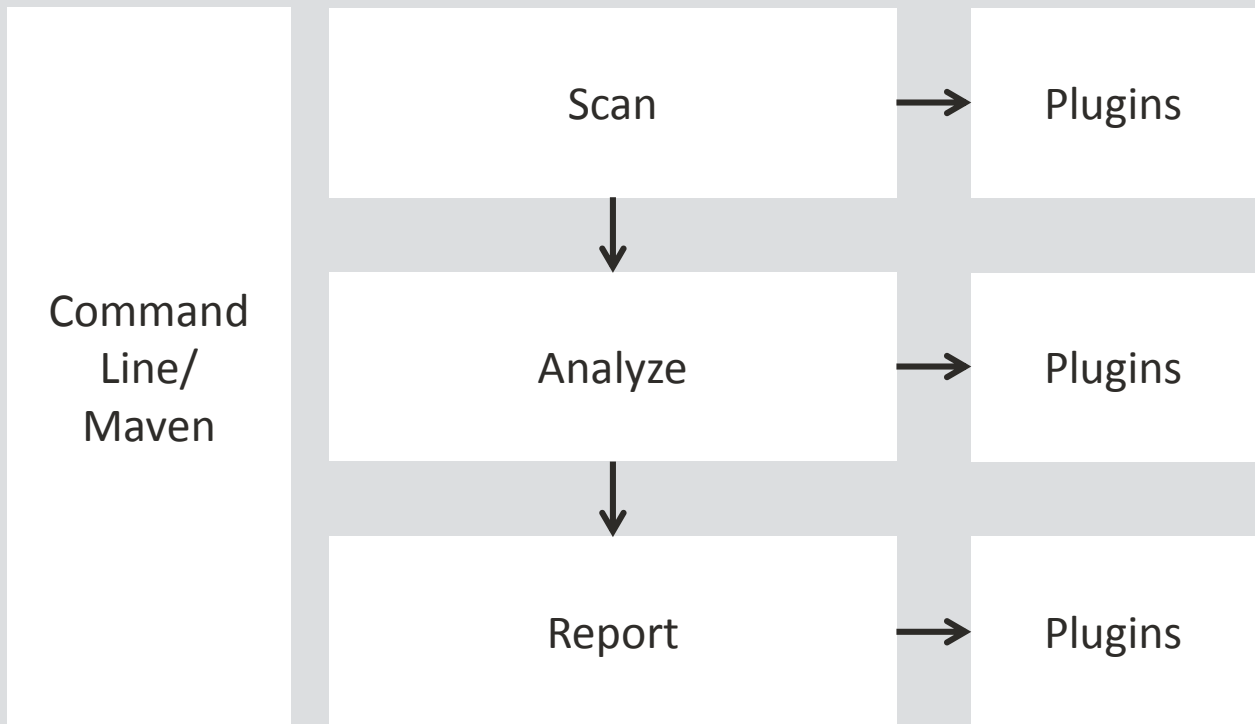 Command
Line/
Maven
Scan
Plugins
Analyze
Plugins
Report
Plugins